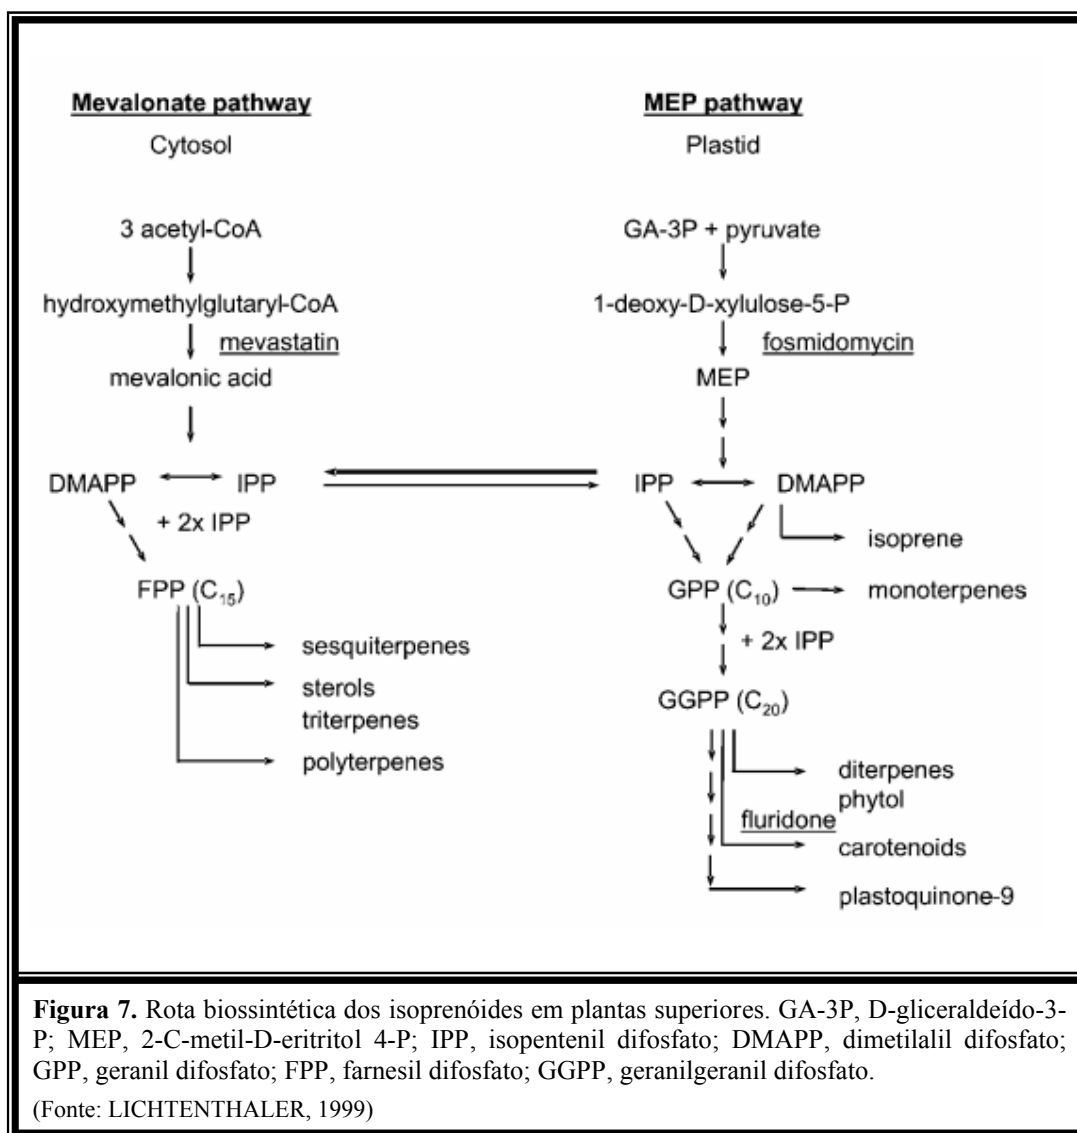 Mevalonate pathway
Cytosol
3 acetyl-CoA
hydroxymethylglutaryl-CoA
mevastatin
mevalonic acid
DMAPP IPP
+ 2x IPP
FPP (C15)
sesquiterpenes
sterols
triterpenes
polyterpenes
MEP pathway
Plastid
GA-3P + pyruvate
1-deoxy-D-xylulose-5-P
fosmidomycin
MEP
IPP DMAPP
isoprene
GPP (C10) monoterpenes
+ 2x IPP
GGPP (C20)
diterpenes
phytol
fluridone
carotenoids
plastoquinone-9
Figura 7. Rota biossintética dos isoprenóides em plantas superiores. GA-3P, D-gliceraldeído-3-
P; MEP, 2-C-metil-D-eritritol 4-P; IPP, isopentenil difosfato; DMAPP, dimetilalil difosfato;
GPP, geranil difosfato; FPP, farnesil difosfato; GGPP, geranilgeranil difosfato.
(Fonte: LICHTENTHALER, 1999)